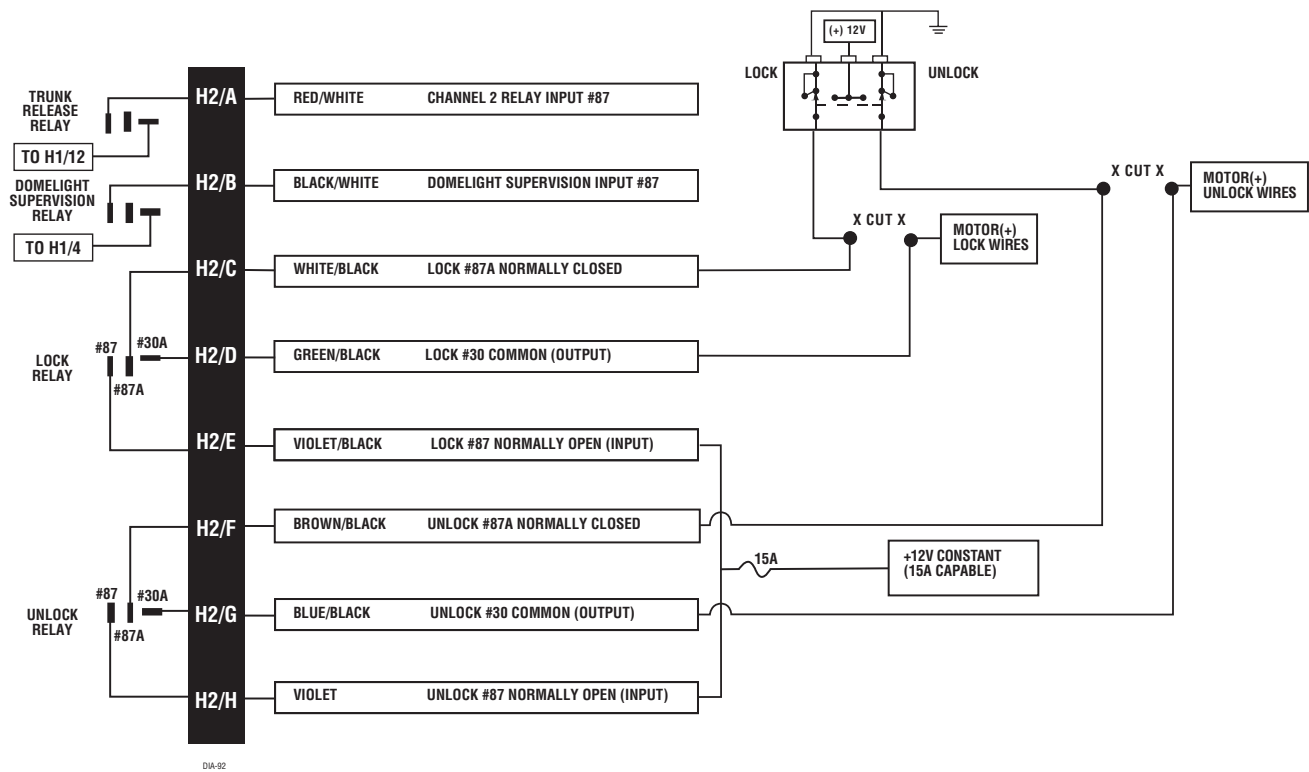 (+) 12V
LOCK
UNLOCK
TRUNK
RELEASE
RELAY
TO H1/12
H2/A
RED/WHITE CHANNEL 2 RELAY INPUT #87
DOMELIGHT
SUPERVISION
RELAY
TO H1/4
H2/B
BLACK/WHITE DOMELIGHT SUPERVISION INPUT #87
X CUT X
MOTOR(+)
UNLOCK WIRES
X CUT X
MOTOR(+)
LOCK WIRES
H2/C
WHITE/BLACK LOCK #87A NORMALLY CLOSED
LOCK
RELAY
#87
#30A
#87A
H2/D
GREEN/BLACK LOCK #30 COMMON (OUTPUT)
H2/E
VIOLET/BLACK LOCK #87 NORMALLY OPEN (INPUT)
H2/F
BROWN/BLACK UNLOCK #87A NORMALLY CLOSED
15A
+12V CONSTANT
(15A CAPABLE)
UNLOCK
RELAY
#87
#30A
#87A
H2/G
BLUE/BLACK UNLOCK #30 COMMON (OUTPUT)
H2/H
VIOLET UNLOCK #87 NORMALLY OPEN (INPUT)
DIA-92